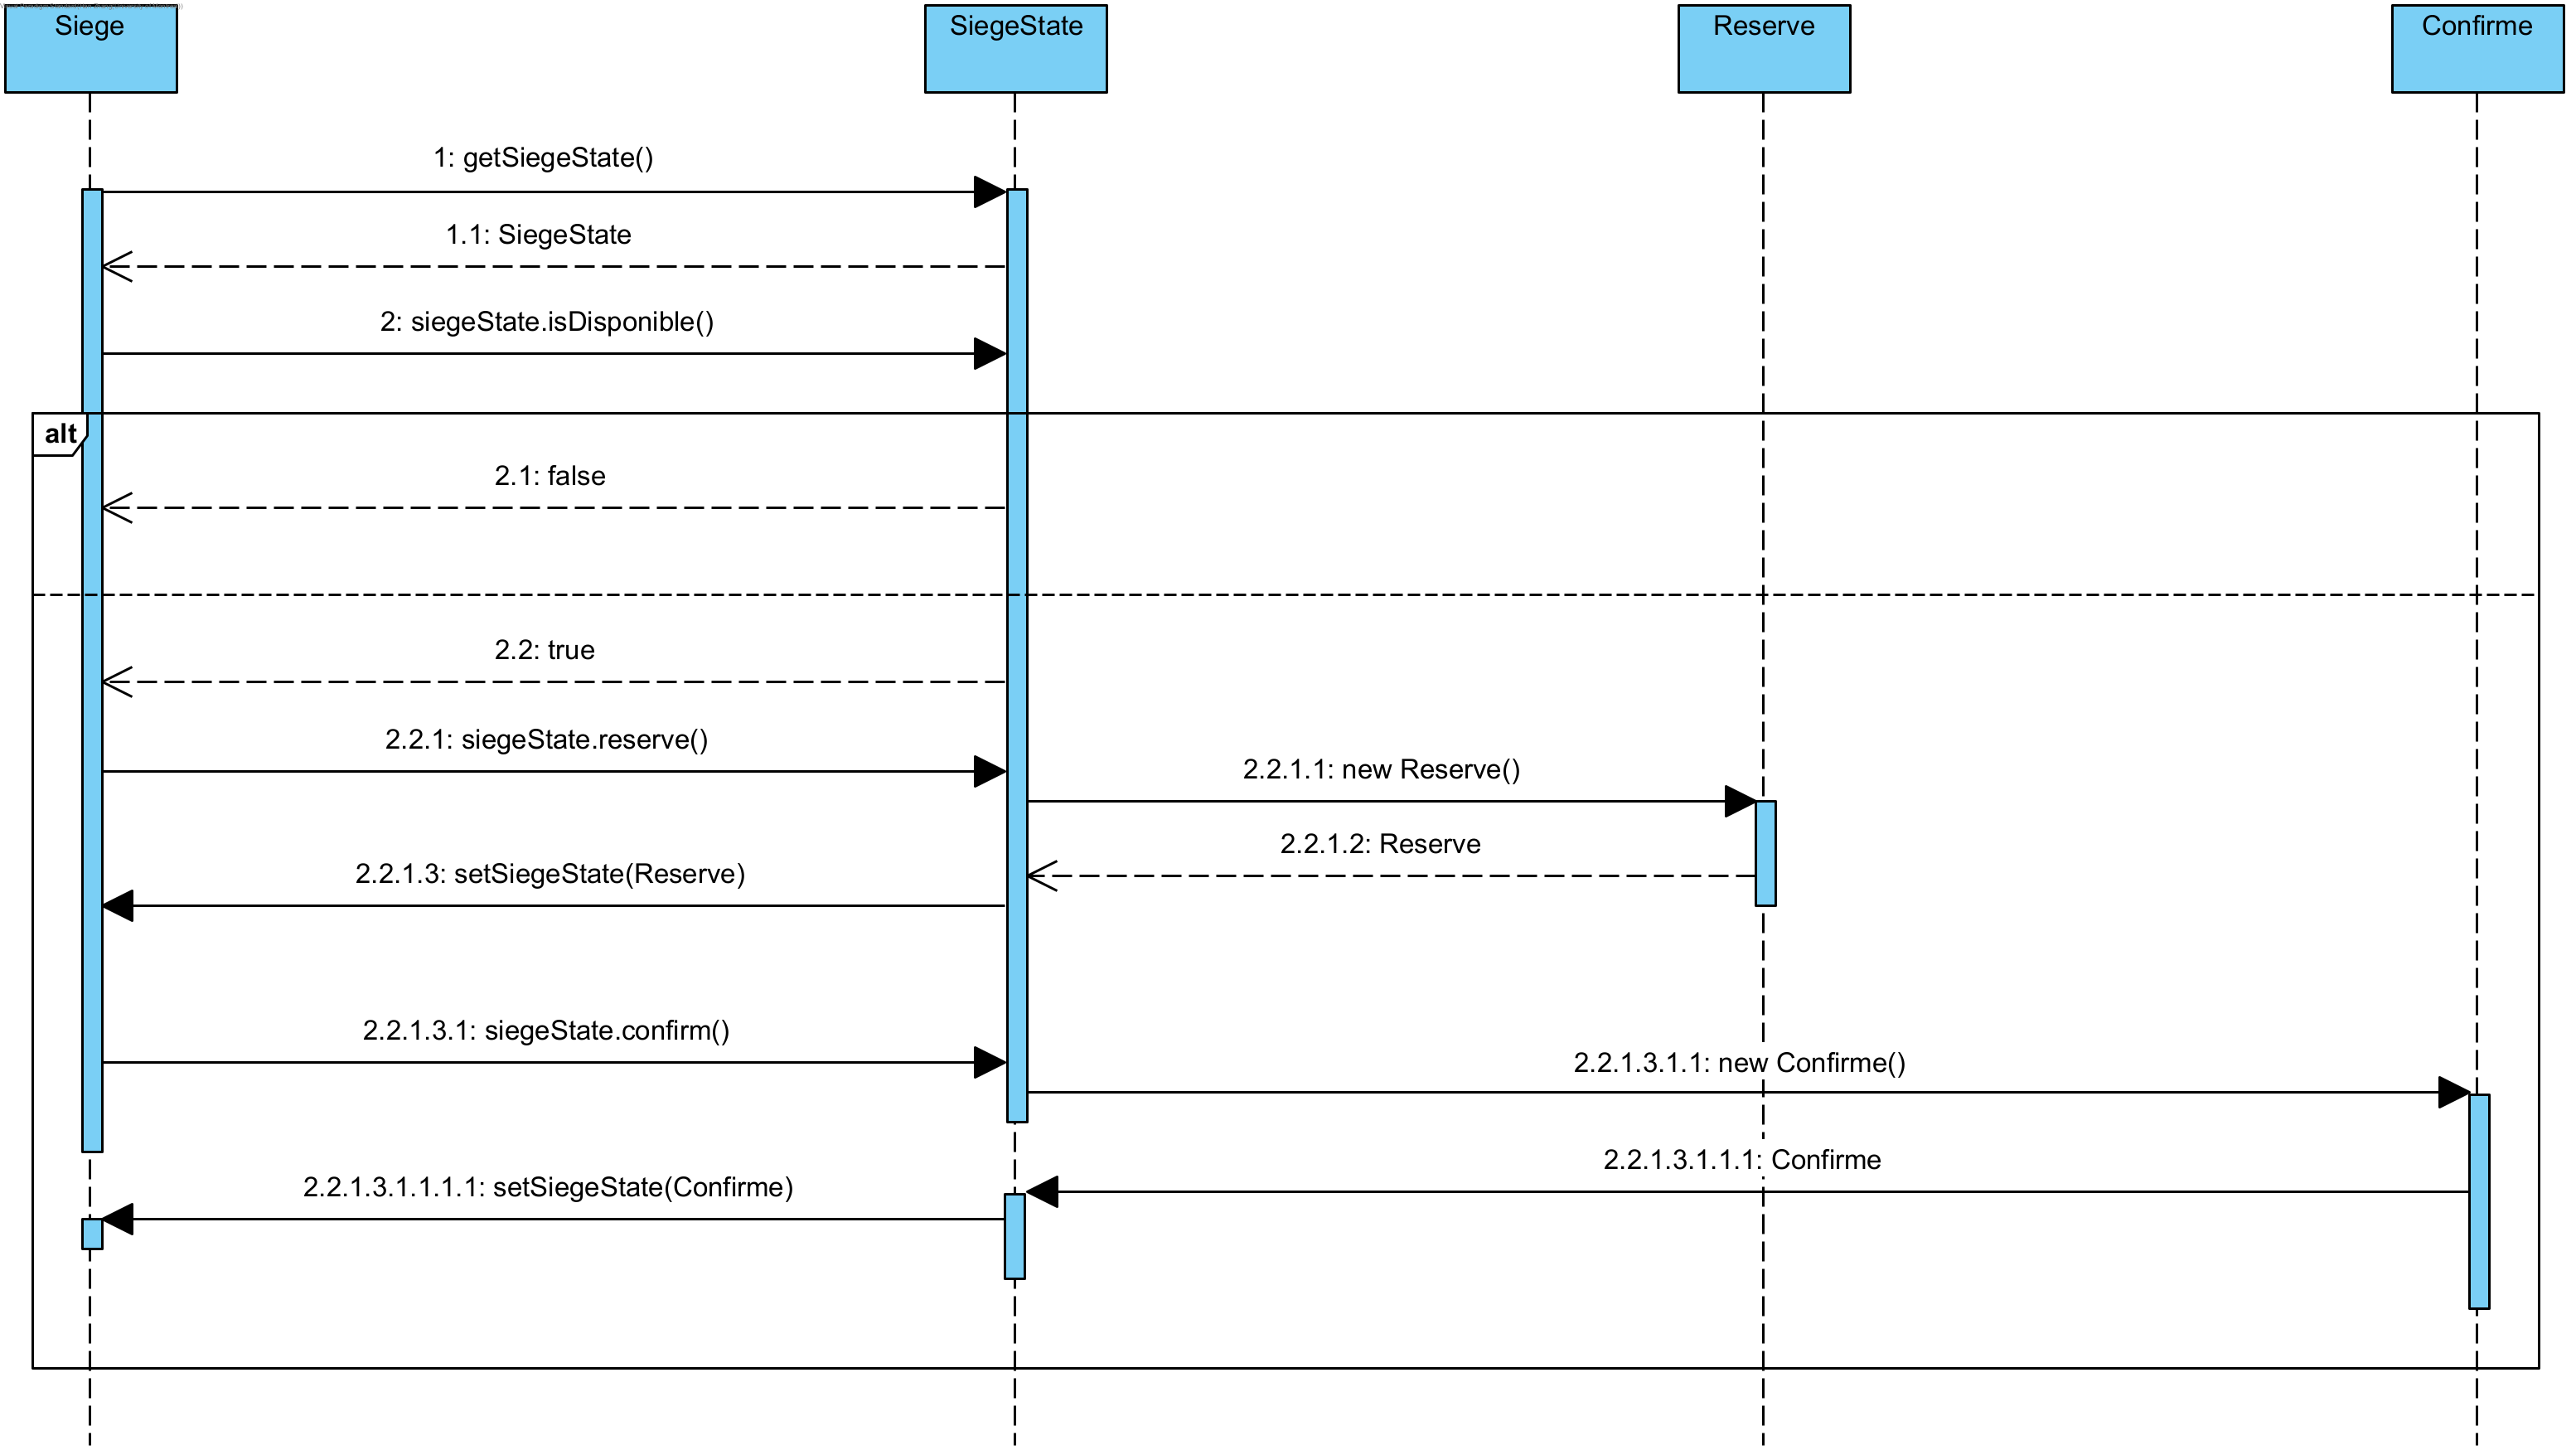 Siege
SiegeState
Reserve
Confirme
1: getSiegeState()
1.1: SiegeState
2: siegeState.isDisponible()
alt
2.1: false
2.2: true
2.2.1: siegeState.reserve()
2.2.1.1: new Reserve()
2.2.1.2: Reserve
2.2.1.3: setSiegeState(Reserve)
2.2.1.3.1: siegeState.confirm()
2.2.1.3.1.1: new Confirme()
2.2.1.3.1.1.1: Confirme
2.2.1.3.1.1.1.1: setSiegeState(Confirme)